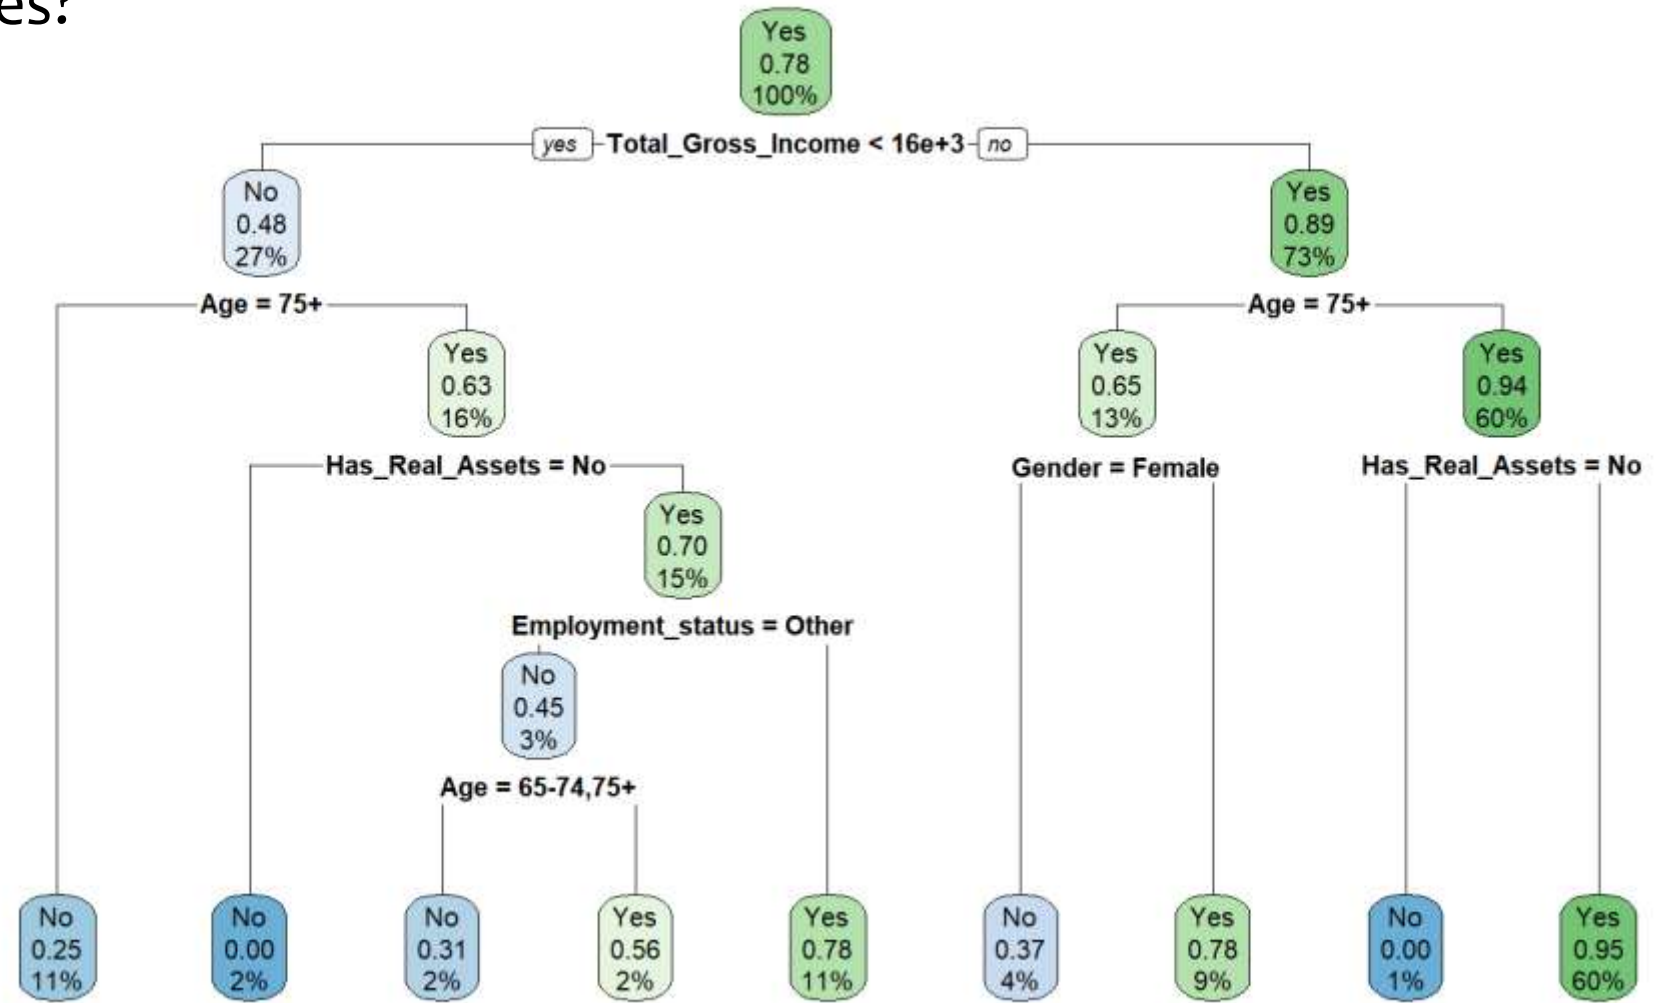 es?
Yes
0.78
100%
yes Total_Gross_Income < 16e+3 no
No
0.48
27%
Yes
0.89
73%
Age = 75+
Age = 75+
Yes
0.63
16%
Yes
0.65
13%
Yes
0.94
60%
Has_Real_Assets = No
Gender = Female
Has_Real_Assets = No
Yes
0.70
15%
Employment_status = Other
No
0.45
3%
Age = 65-74,75+
No
0.25
11%
No
0.00
2%
No
0.31
2%
Yes
0.56
2%
Yes
0.78
11%
No
0.37
4%
Yes
0.78
9%
No
0.00
1%
Yes
0.95
60%